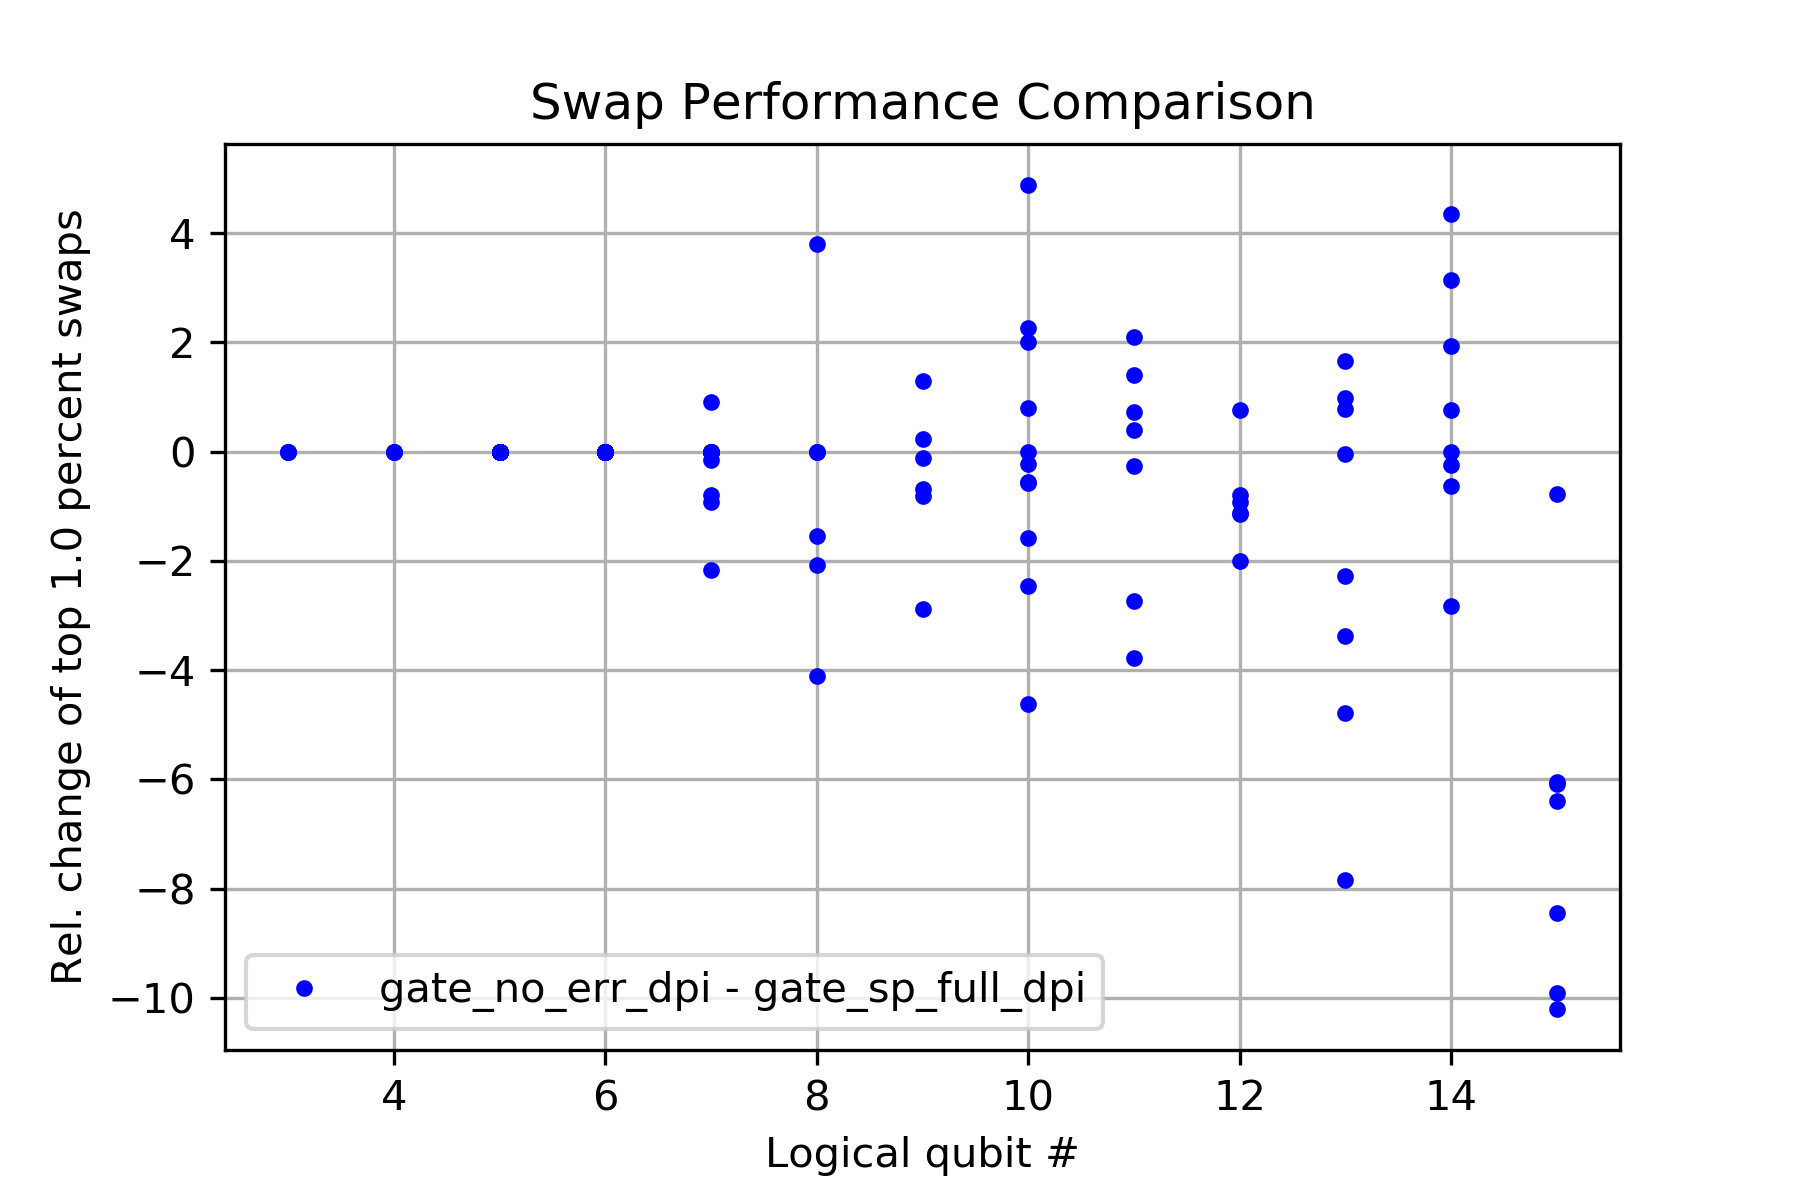 Swap Performance Comparison
Rel. change of top 1.0 percent swaps
4
2
0
−2
−4
−6
−8
−10
gate_no_err_dpi - gate_sp_full_dpi
4 6 8 10 12 14
Logical qubit #